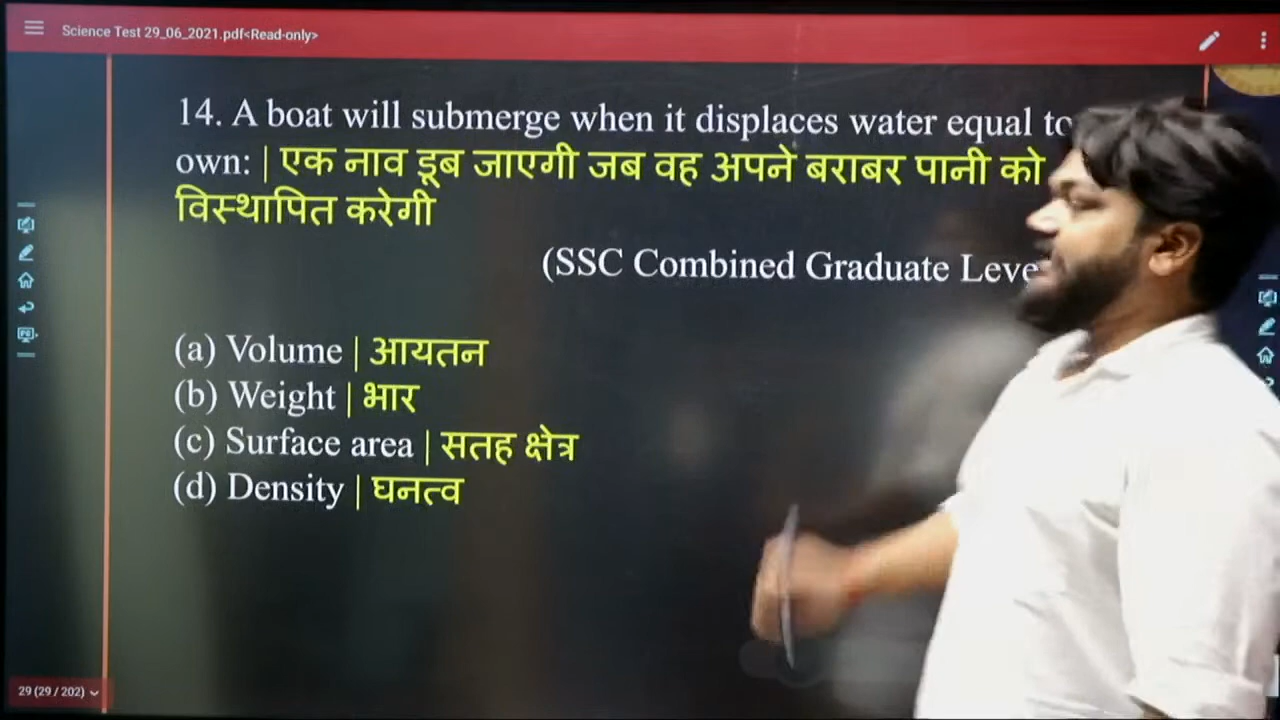 Science Test 29_06_2021.pdf<Read-only>
14. A boat will submerge when it displaces water equal to
own: | एक नाव डूब जाएगी जब वह अपने बराबर पानी को
विस्थापित करेगी
(SSC Combined Graduate Leve
(a) Volume | आयतन
(b) Weight | भार
(c) Surface area | सतह क्षेत्र
(d) Density | घनत्व
29 (29 / 202)